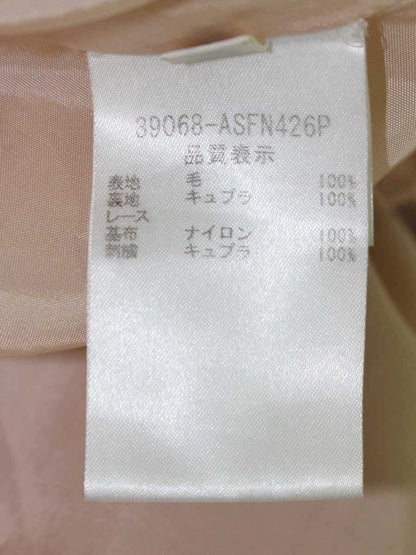 39068-ASFN426P
品質表示
表地 毛 100%
裏地 キュプラ 100%
レース
基布 ナイロン 100%
刺繍 キュプラ 100%